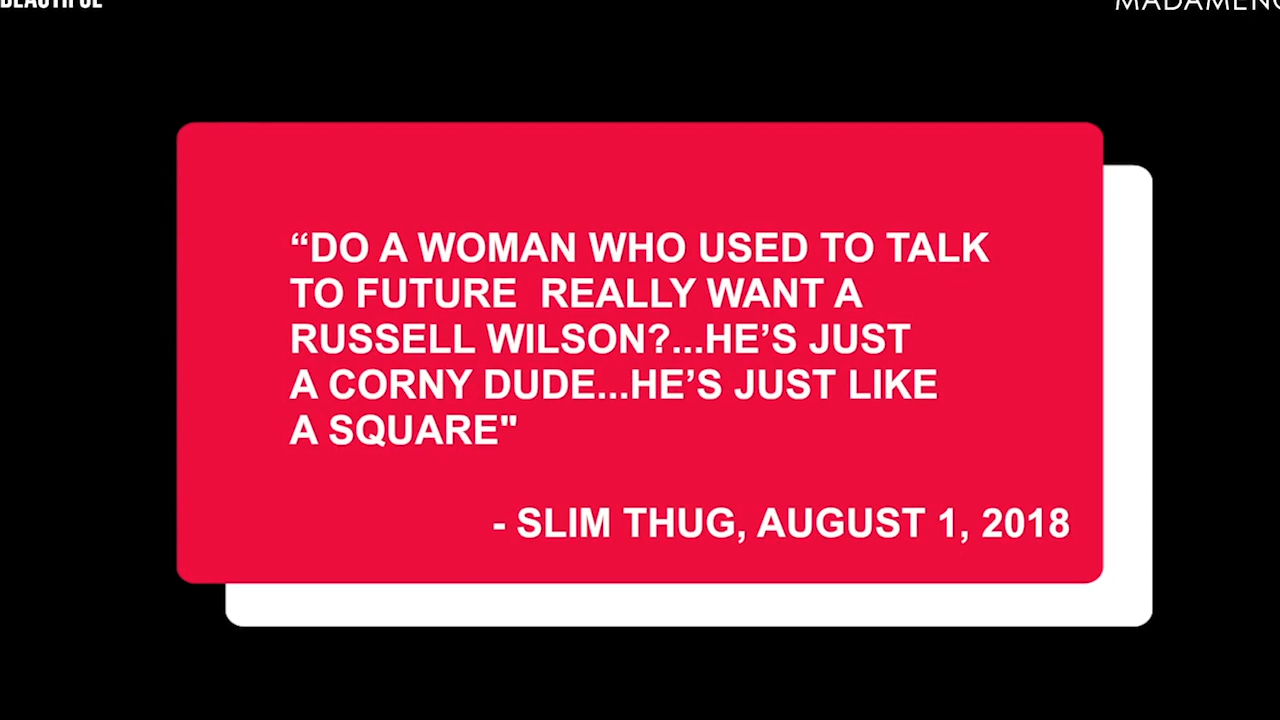 BEAUTIFUL
“DO A WOMAN WHO USED TO TALK
TO FUTURE  REALLY WANT A
RUSSELL WILSON?...HE’S JUST
A CORNY DUDE...HE’S JUST LIKE
A SQUARE"
- SLIM THUG, AUGUST 1, 2018